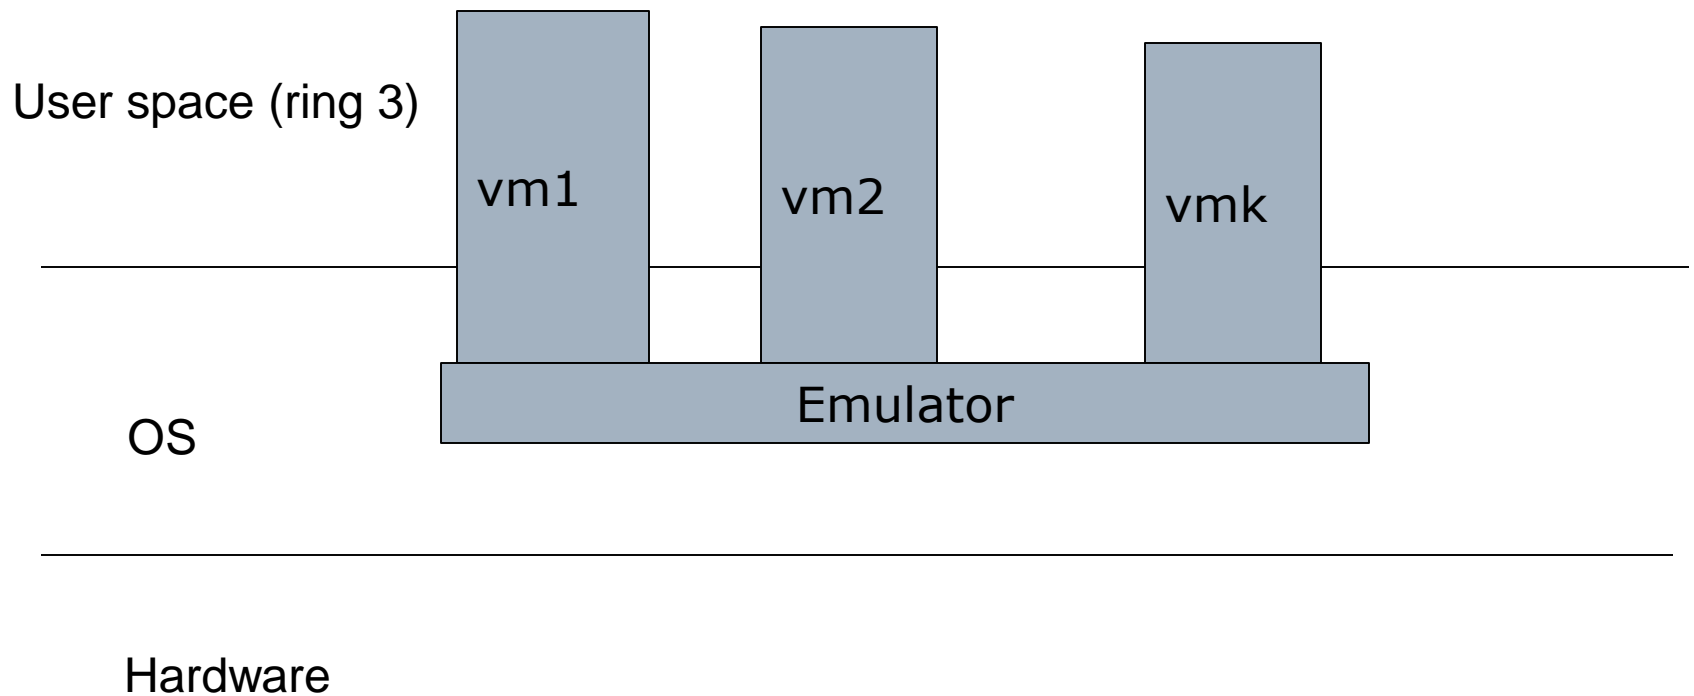 User space (ring 3)
vm1
vm2
vmk
Emulator
OS
Hardware